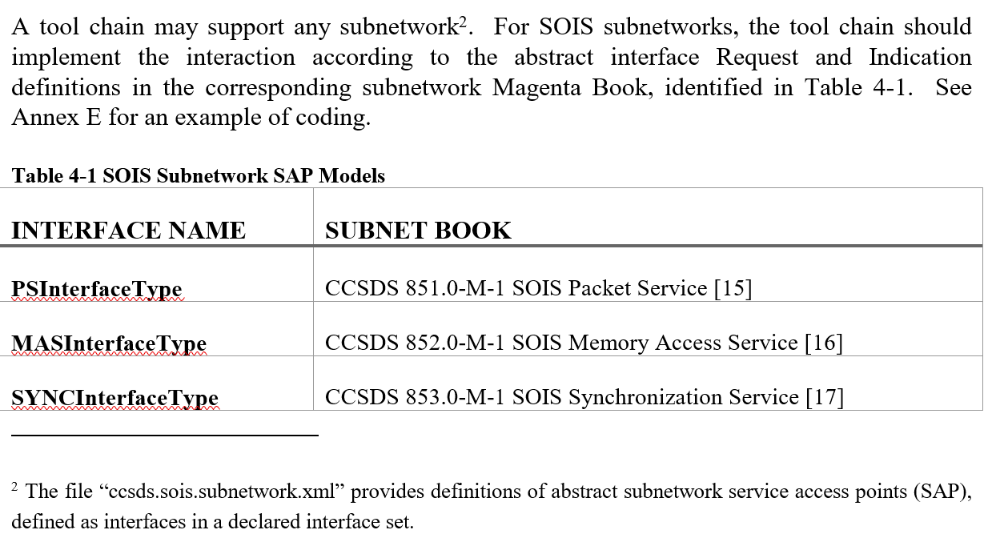 A tool chain may support any subnetwork². For SOIS subnetworks, the tool chain should
implement the interaction according to the abstract interface Request and Indication
definitions in the corresponding subnetwork Magenta Book, identified in Table 4-1. See
Annex E for an example of coding.
Table 4-1 SOIS Subnetwork SAP Models
INTERFACE NAME SUBNET BOOK
PSInterfaceType CCSDS 851.0-M-1 SOIS Packet Service [15]
MASInterfaceType CCSDS 852.0-M-1 SOIS Memory Access Service [16]
SYNCInterfaceType CCSDS 853.0-M-1 SOIS Synchronization Service [17]
² The file “ccsds.sois.subnetwork.xml” provides definitions of abstract subnetwork service access points (SAP),
defined as interfaces in a declared interface set.